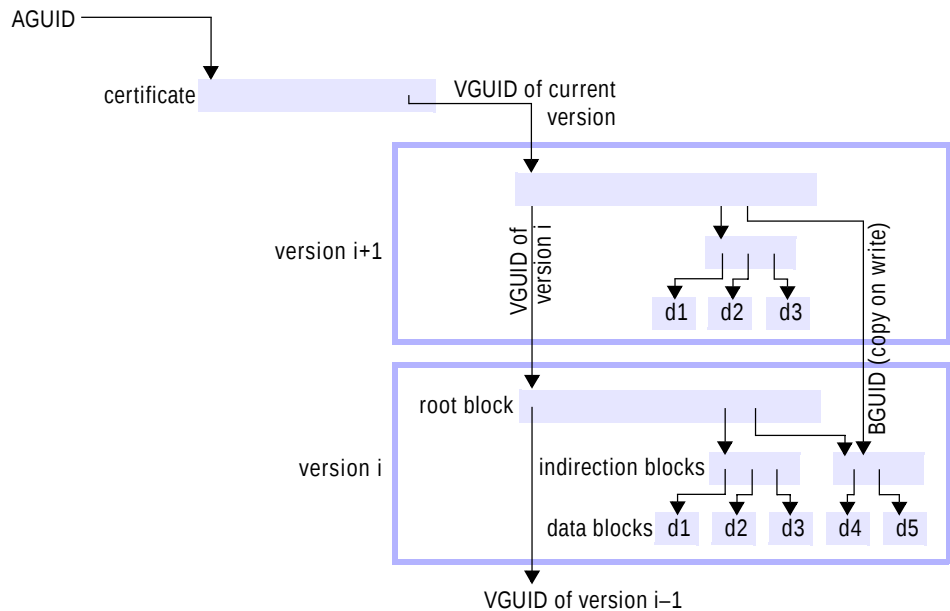 AGUID
certificate
VGUID of current
version
version i+1
VGUID of
version i
d1 d2 d3
BGUID (copy on write)
root block
version i
indirection blocks
data blocks d1 d2 d3 d4 d5
VGUID of version i–1